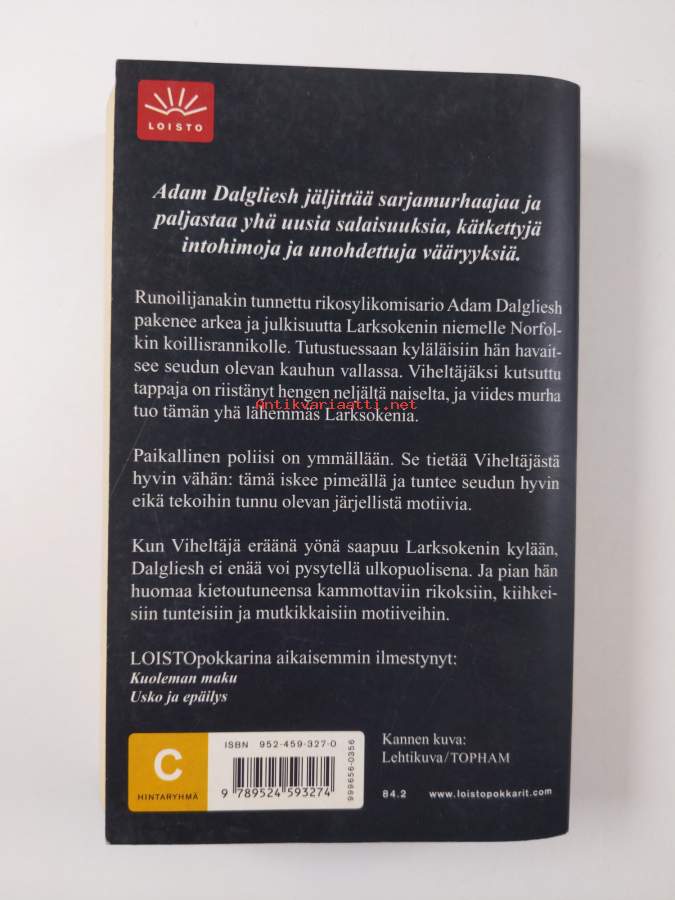 LOISTO
Adam Dalgliesh jäljittää sarjamurhaajaa ja
paljastaa yhä uusia salaisuuksia, kätkettyjä
intohimoja ja unohdettuja vääryyksiä.
Runoilijanakin tunnettu rikosylikomisario Adam Dalgliesh
pakenee arkea ja julkisuutta Larksokenin niemelle Norfol-
kin koillisrannikolle. Tutustuessaan kyläläisiin hän havait-
see seudun olevan kauhun vallassa. Viheltäjäksi kutsuttu
tappaja on riistänyt hengen neljältä naiselta, ja viides murha
Antikvariaatti.net
tuo tämän yhä lähemmäs Larksokenia.
Paikallinen poliisi on ymmällään. Se tietää Viheltäjästä
hyvin vähän: tämä iskee pimeällä ja tuntee seudun hyvin
eikä tekoihin tunnu olevan järjellistä motiivia.
Kun Viheltäjä eräänä yönä saapuu Larksokenin kylään,
Dalgliesh ei enää voi pysytellä ulkopuolisena. Ja pian hän
huomaa kietoutuneensa kammottaviin rikoksiin, kiihkei-
siin tunteisiin ja mutkikkaisiin motiiveihin.
LOISTOpokkarina aikaisemmin ilmestynyt:
Kuoleman maku
Usko ja epäilys
C
HINTARYHMÄ
ISBN 952-459-327-0
9 789524 593274
999656-0356
Kannen kuva:
Lehtikuva/TOPHAM
84.2 www.loistopokkarit.com